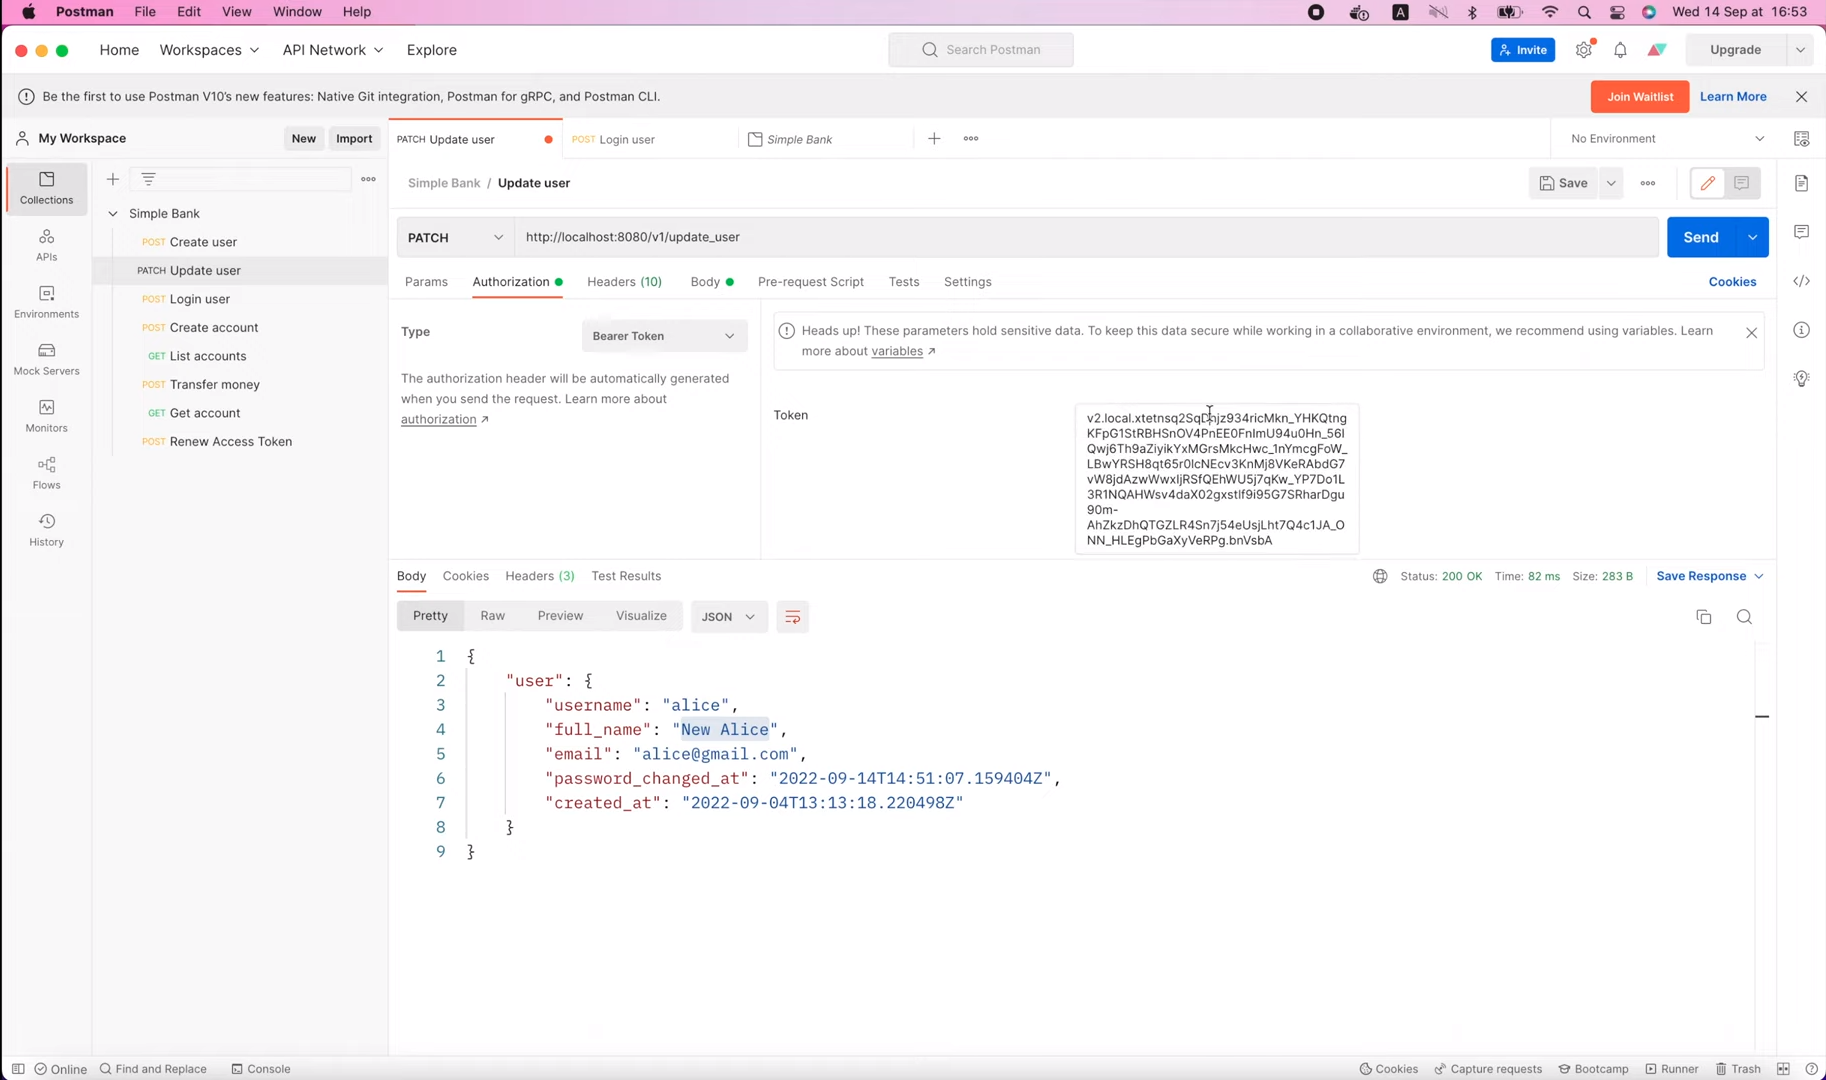 Postman File Edit View Window Help
A Wed 14 Sep at 16:53
Home Workspaces API Network Explore
Search Postman
Invite Upgrade
Be the first to use Postman V10's new features: Native Git integration, Postman for gRPC, and Postman CLI.
Join Waitlist Learn More
My Workspace New Import
PATCH Update user POST Login user Simple Bank
No Environment
Collections
APIs
Environments
Mock Servers
Monitors
Flows
History
Simple Bank
POST Create user
PATCH Update user
POST Login user
POST Create account
GET List accounts
POST Transfer money
GET Get account
POST Renew Access Token
Simple Bank / Update user
Save
PATCH http://localhost:8080/v1/update_user
Send
Params Authorization Headers (10) Body Pre-request Script Tests Settings
Cookies
Type Bearer Token
The authorization header will be automatically generated
when you send the request. Learn more about
authorization
Heads up! These parameters hold sensitive data. To keep this data secure while working in a collaborative environment, we recommend using variables. Learn
more about variables
Token
Body Cookies Headers (3) Test Results
Status: 200 OK Time: 82 ms Size: 283 B Save Response
Pretty Raw Preview Visualize JSON
1 {
2 "user": {
3 "username": "alice",
4 "full_name": "New Alice",
5 "email": "alice@gmail.com",
6 "password_changed_at": "2022-09-14T14:51:07.159404Z",
7 "created_at": "2022-09-04T13:13:18.220498Z"
8 }
9 }
Online Find and Replace Console
Cookies Capture requests Bootcamp Runner Trash